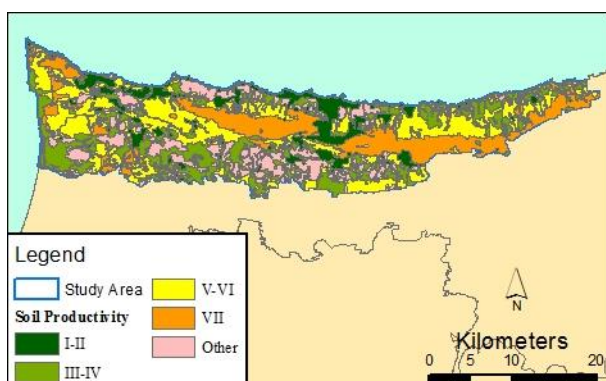 Legend
Study Area
Soil Productivity
I-II
III-IV
V-VI
VII
Other
N
Kilometers
0 5 10 20